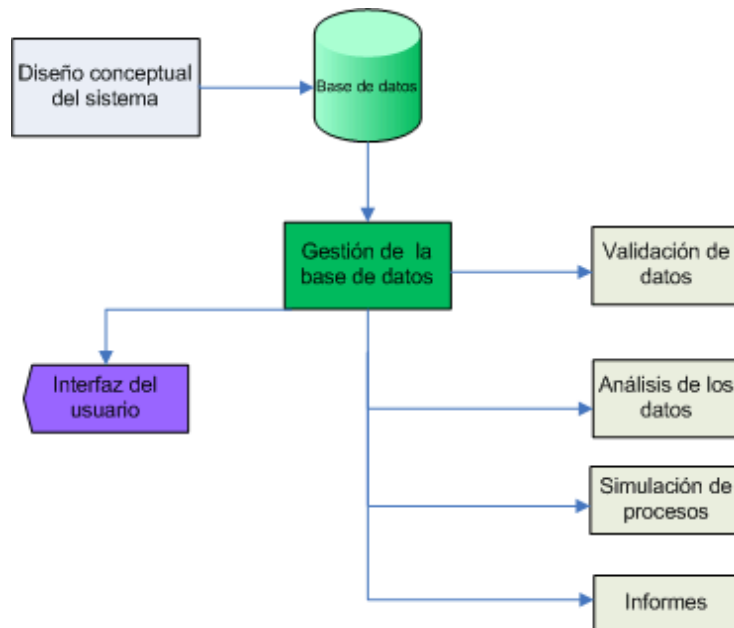 Diseño conceptual
del sistema
Base de datos
Gestión de la
base de datos
Validación de
datos
Interfaz del
usuario
Análisis de los
datos
Simulación de
procesos
Informes